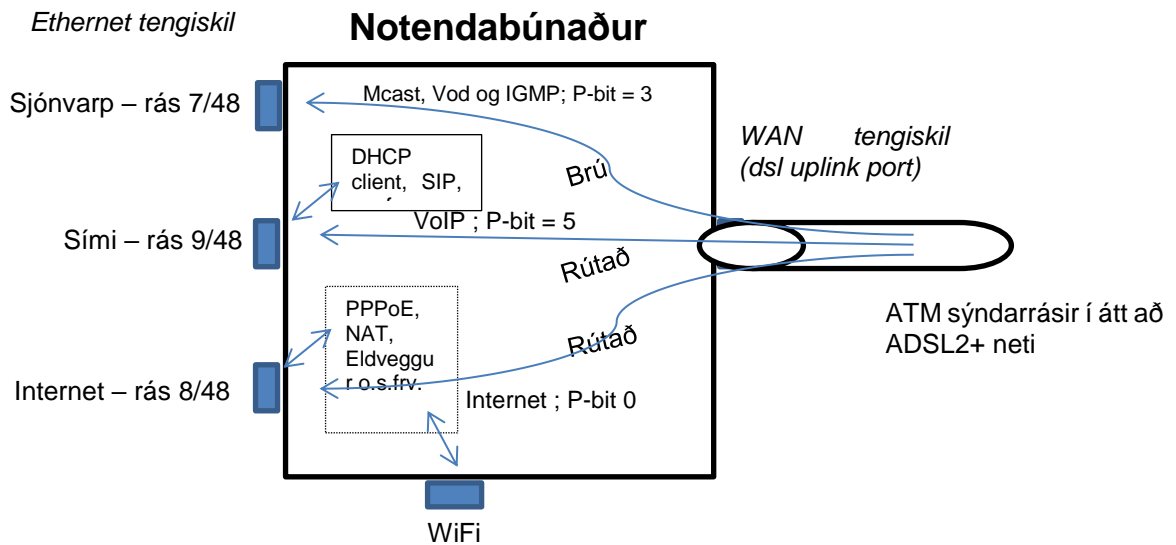 Ethernet tengiskil
Notendabúnaður
Sjónvarp – rás 7/48
Mcast, Vod og IGMP; P-bit = 3
WAN tengiskil
(dsl uplink port)
DHCP
client, SIP,
Brú
VoIP ; P-bit = 5
Sími – rás 9/48
Rútað
PPPoE,
NAT,
Eldveggu
r o.s.frv.
Rútað
ATM sýndarrásir í átt að
ADSL2+ neti
Internet – rás 8/48
Internet ; P-bit 0
WiFi